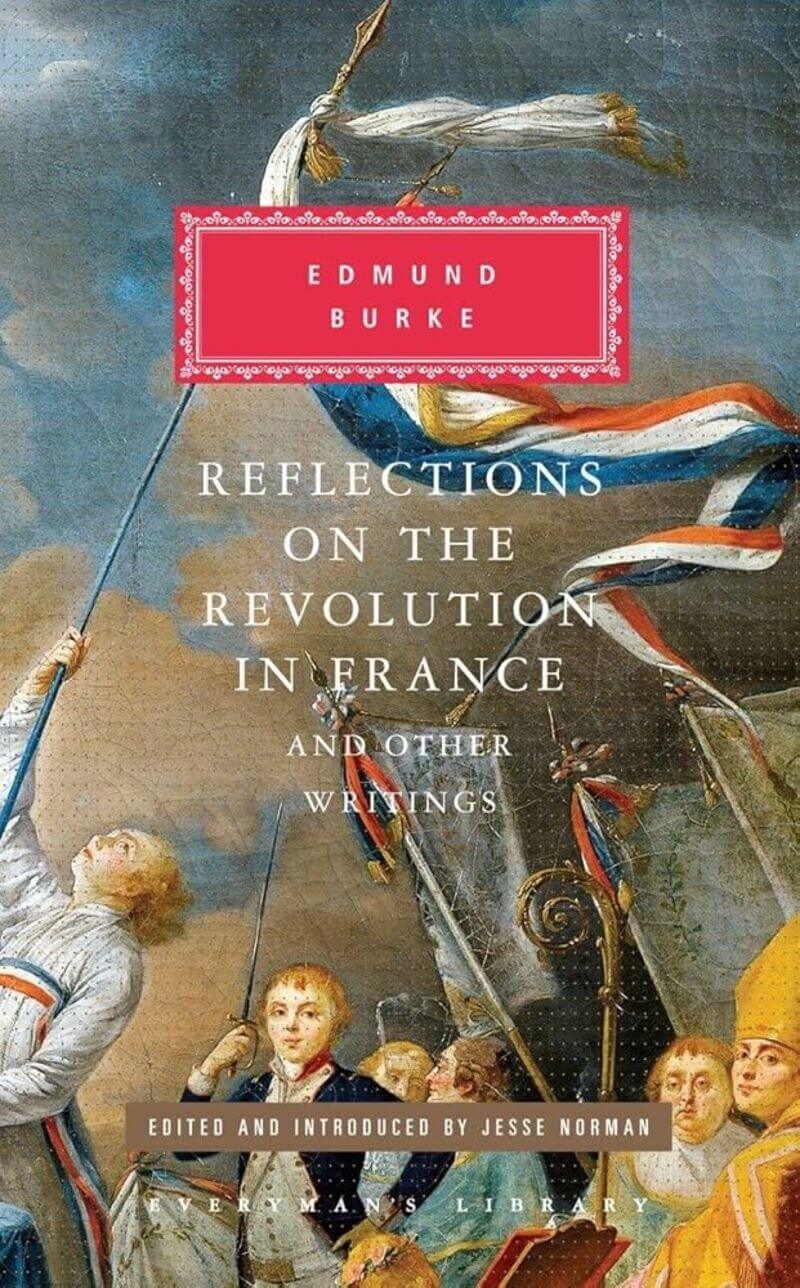 EDMUND
BURKE
REFLECTIONS
ON THE
REVOLUTION
IN FRANCE
AND OTHER
WRITINGS
EDITED AND INTRODUCED BY JESSE NORMAN
EVERYMAN'S LIBRARY